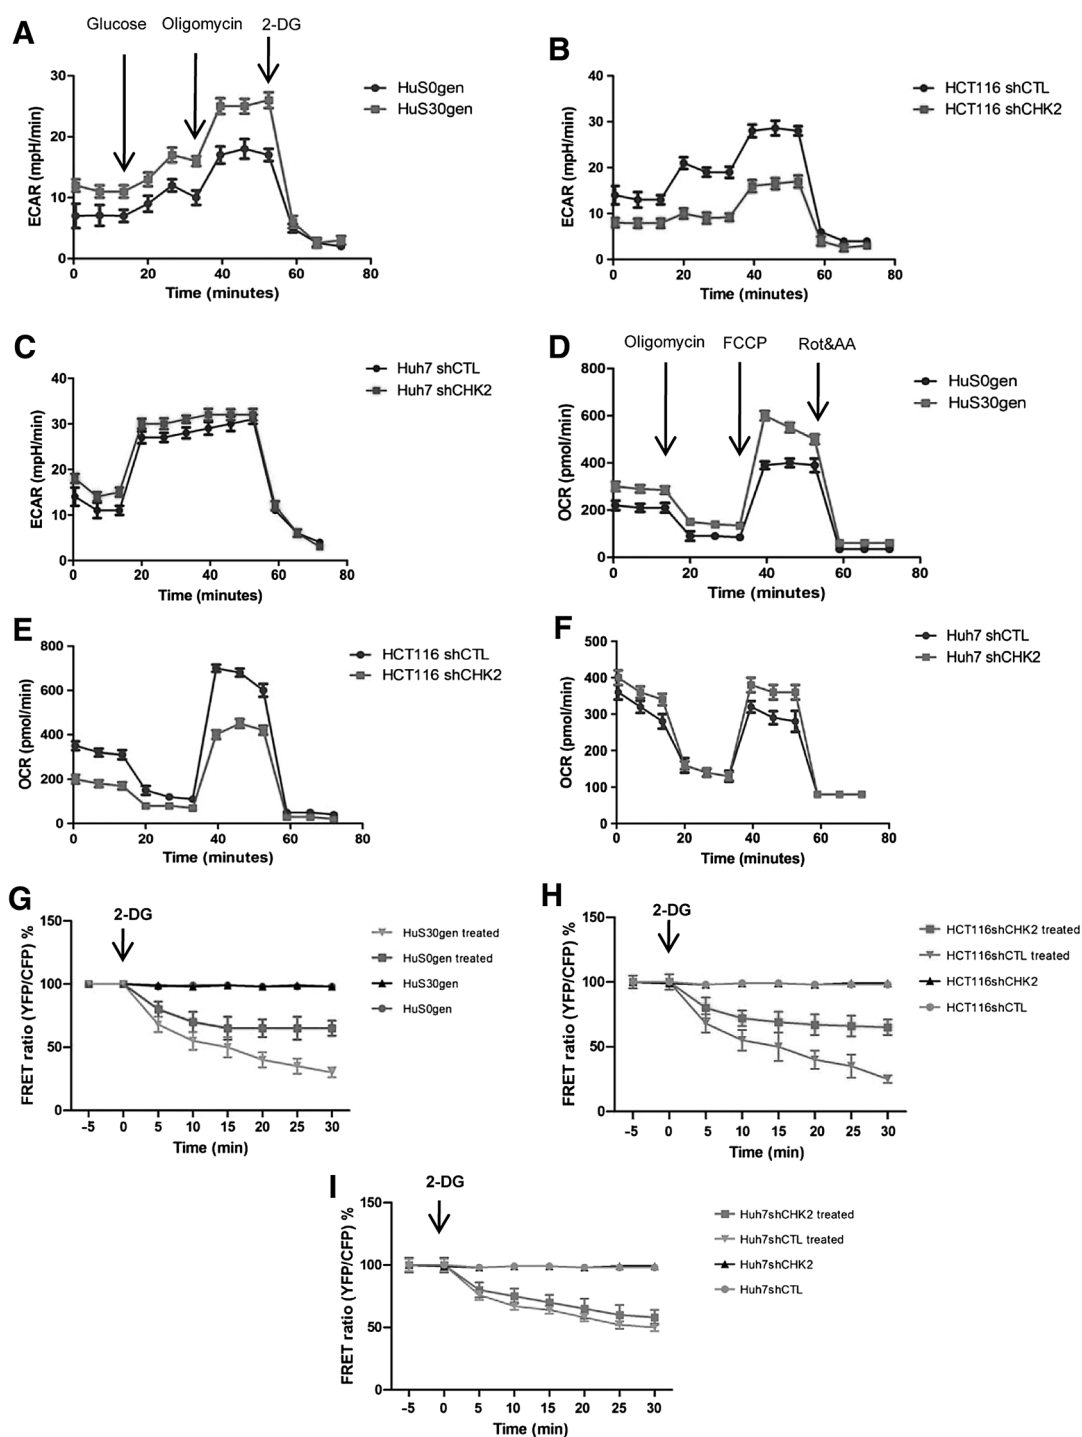 A
Glucose Oligomycin 2-DG
HuS0gen
HuS30gen
ECAR (mpH/min)
30
20
10
0
0 20 40 60 80
Time (minutes)
B
HCT116 shCTL
HCT116 shCHK2
ECAR (mpH/min)
40
30
20
10
0
0 20 40 60 80
Time (minutes)
C
Huh7 shCTL
Huh7 shCHK2
ECAR (mpH/min)
40
30
20
10
0
0 20 40 60 80
Time (minutes)
D
Oligomycin FCCP Rot&AA
HuS0gen
HuS30gen
OCR (pmol/min)
800
600
400
200
0
0 20 40 60 80
Time (minutes)
E
HCT116 shCTL
HCT116 shCHK2
OCR (pmol/min)
800
600
400
200
0
0 20 40 60 80
Time (minutes)
F
Huh7 shCTL
Huh7 shCHK2
OCR (pmol/min)
500
400
300
200
100
0
0 20 40 60 80
Time (minutes)
G
2-DG
HuS30gen treated
HuS0gen treated
HuS30gen
HuS0gen
FRET ratio (YFP/CFP) %
150
100
50
0
-5 0 5 10 15 20 25 30
Time (min)
H
2-DG
HCT116shCHK2 treated
HCT116shCTL treated
HCT116shCHK2
HCT116shCTL
FRET ratio (YFP/CFP) %
150
100
50
0
-5 0 5 10 15 20 25 30
Time (min)
I
2-DG
Huh7shCHK2 treated
Huh7shCTL treated
Huh7shCHK2
Huh7shCTL
FRET ratio (YFP/CFP) %
150
100
50
0
-5 0 5 10 15 20 25 30
Time (min)